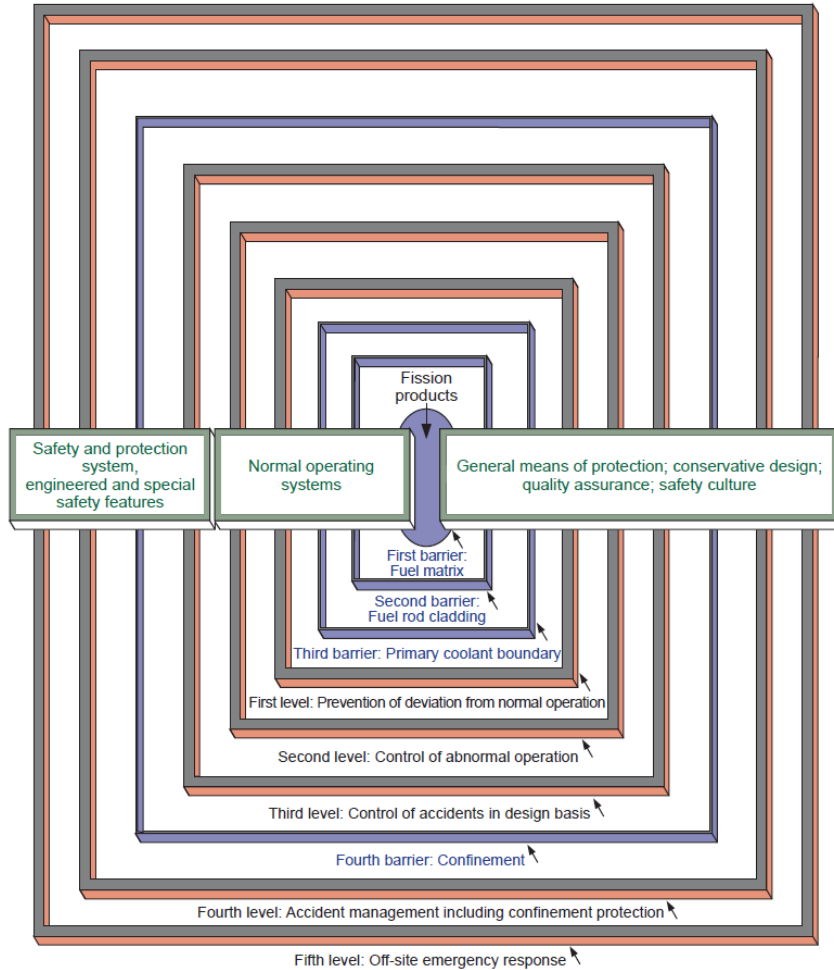 Fission
products
Safety and protection
system,
engineered and special
safety features
Normal operating
systems
General means of protection; conservative design;
quality assurance; safety culture
First barrier:
Fuel matrix
Second barrier:
Fuel rod cladding
Third barrier: Primary coolant boundary
First level: Prevention of deviation from normal operation
Second level: Control of abnormal operation
Third level: Control of accidents in design basis
Fourth barrier: Confinement
Fourth level: Accident management including confinement protection
Fifth level: Off-site emergency response